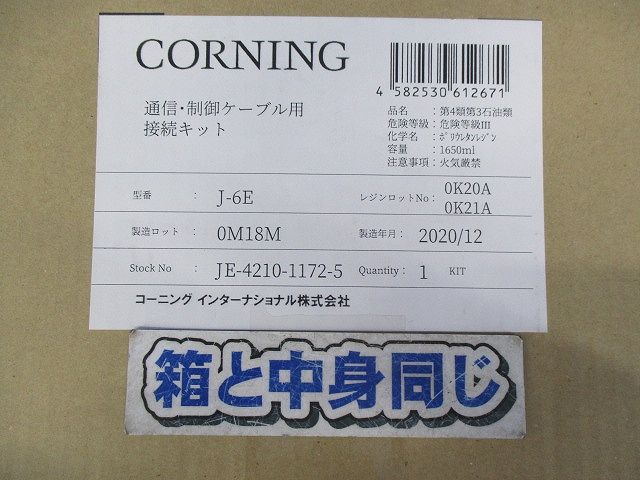 CORNING
4 582530 612671
通信・制御ケーブル用
接続キット
品名：第4類第3石油類
危険等級：危険等級III
化学名：ﾎﾟﾘｳﾚﾀﾝﾚｼﾞﾝ
容量：1650ml
注意事項：火気厳禁
型番：J-6E
レジンロットNo：0K20A
0K21A
製造ロット：0M18M
製造年月：2020/12
Stock No：JE-4210-1172-5
Quantity：1 KIT
コーニング インターナショナル株式会社
箱と中身同じ